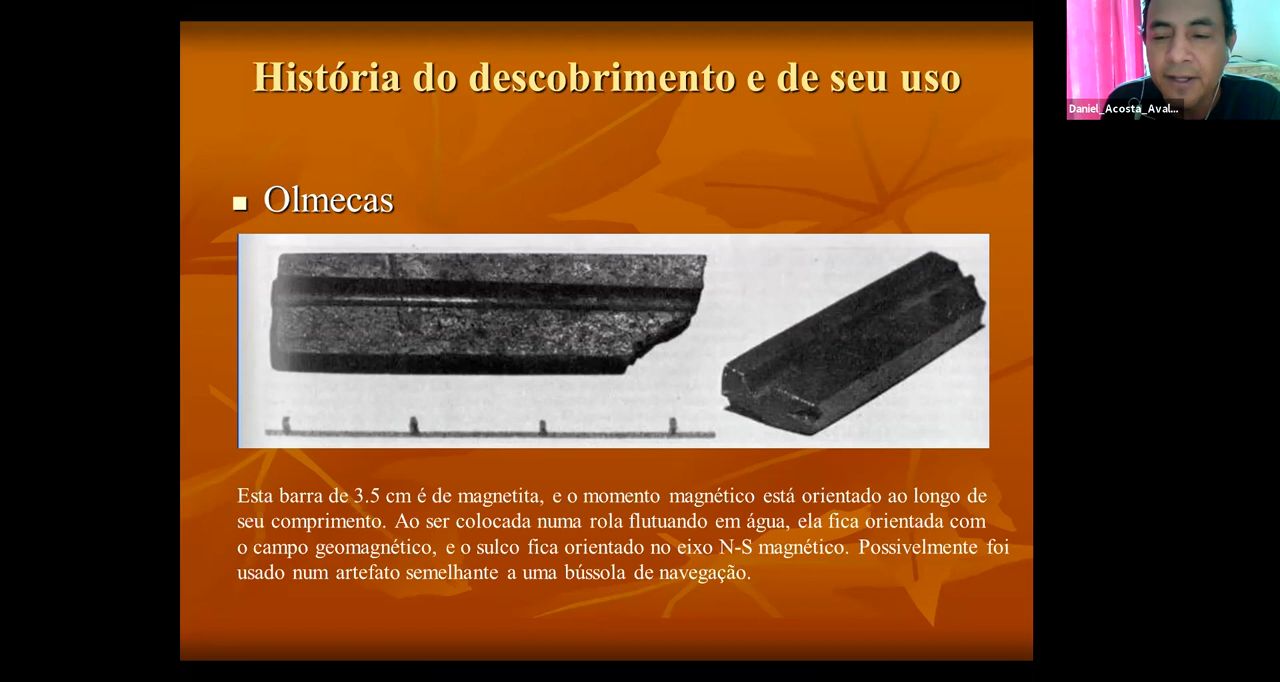 História do descobrimento e de seu uso
Olmecas
Esta barra de 3.5 cm é de magnetita, e o momento magnético está orientado ao longo de
seu comprimento. Ao ser colocada numa rola flutuando em água, ela fica orientada com
o campo geomagnético, e o sulco fica orientado no eixo N-S magnético. Possivelmente foi
usado num artefato semelhante a uma bússola de navegação.
Daniel_Acosta_Aval...